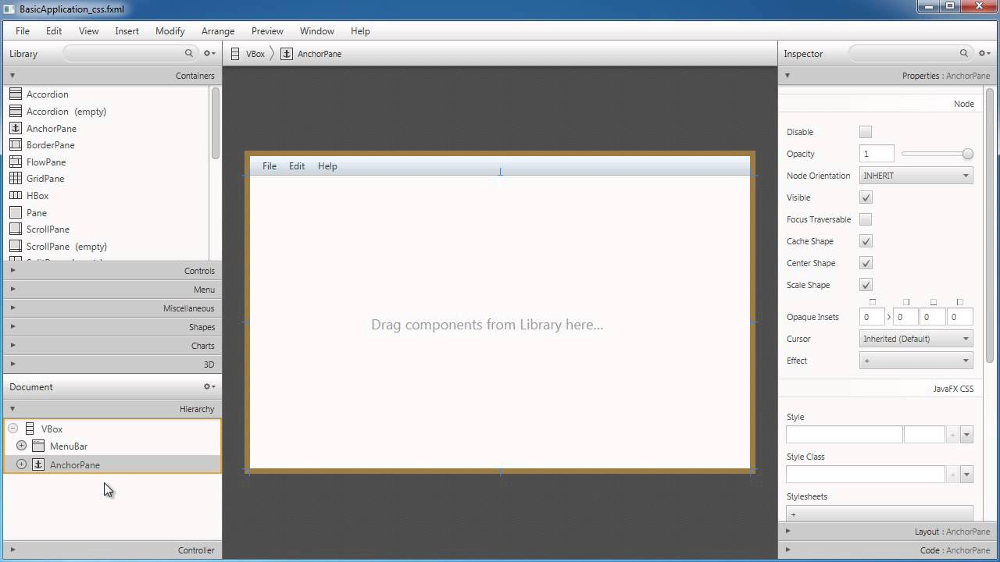 BasicApplication_css.fxml
File Edit View Insert Modify Arrange Preview Window Help
Library
VBox AnchorPane
Inspector
Containers
Accordion
Accordion (empty)
AnchorPane
BorderPane
FlowPane
GridPane
HBox
Pane
ScrollPane
ScrollPane (empty)
Controls
Menu
Miscellaneous
Shapes
Charts
3D
Document
Hierarchy
VBox
MenuBar
AnchorPane
Controller
File Edit Help
Drag components from Library here...
Properties : AnchorPane
Node
Disable
Opacity 1
Node Orientation INHERIT
Visible
Focus Traversable
Cache Shape
Center Shape
Scale Shape
Opaque Insets 0 0 0 0
Cursor Inherited (Default)
Effect +
JavaFX CSS
Style
+
Style Class
+
Stylesheets
+
Layout : AnchorPane
Code : AnchorPane